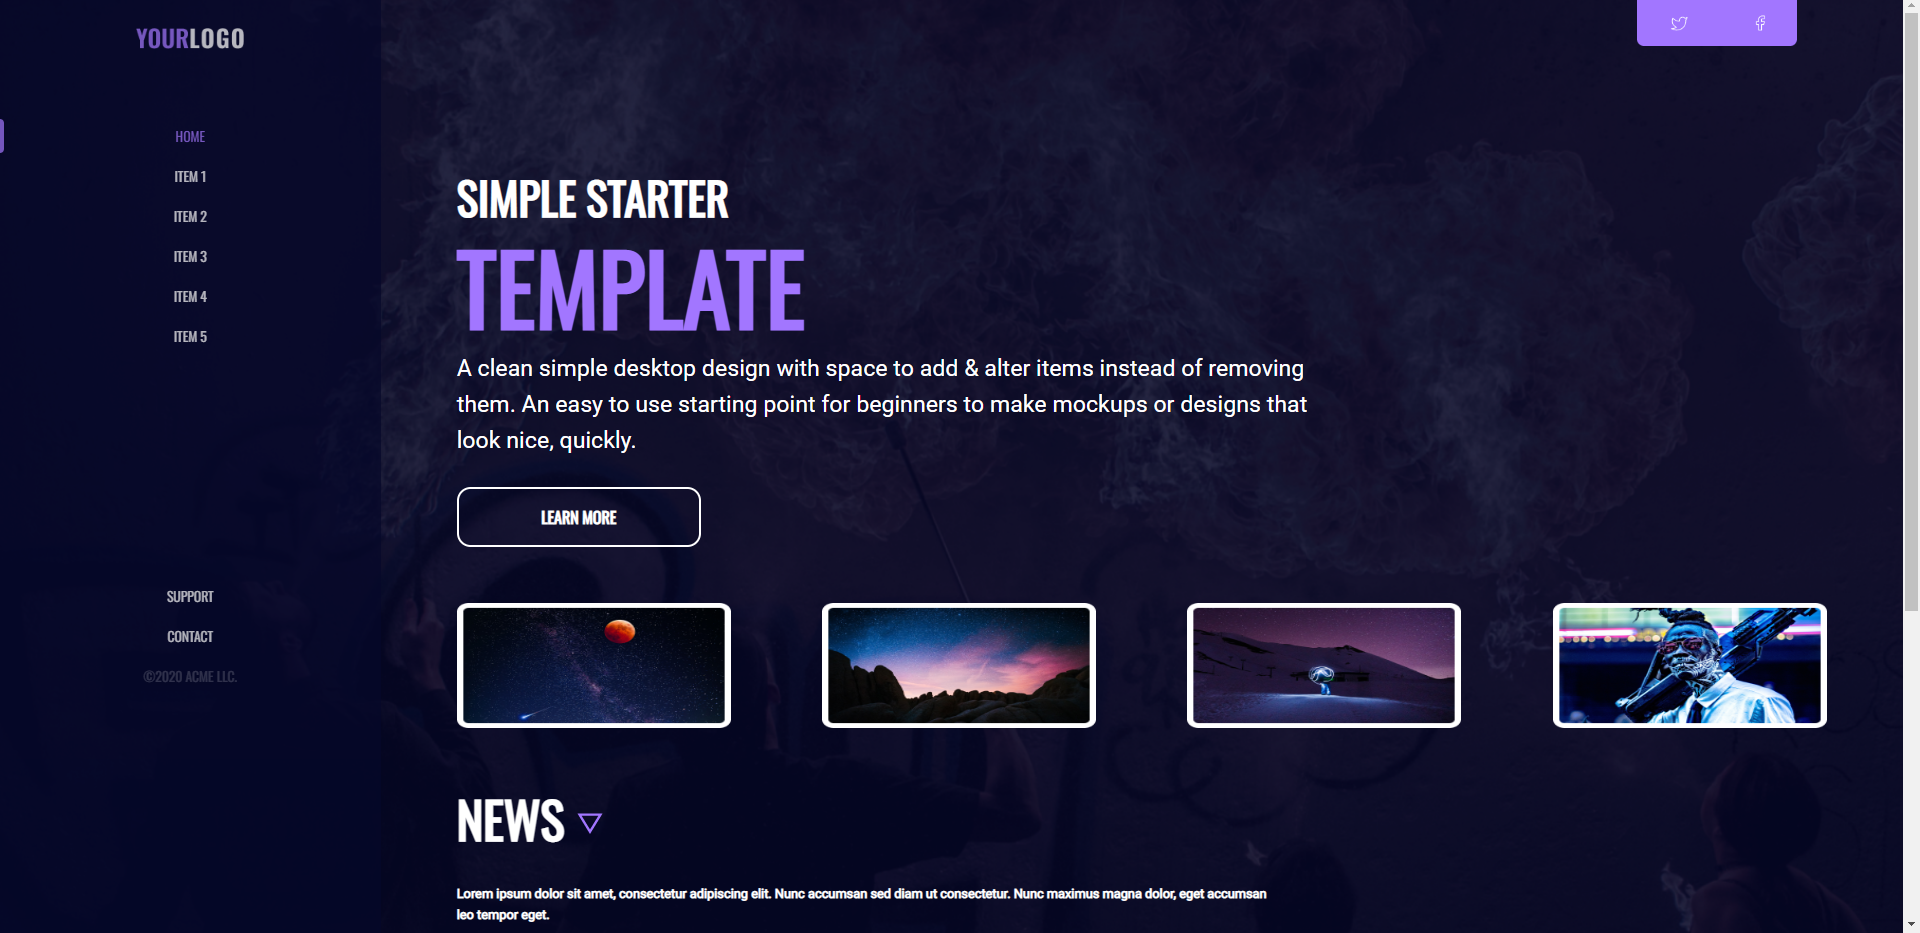 YOURLOGO
HOME
ITEM 1
ITEM 2
ITEM 3
ITEM 4
ITEM 5
SUPPORT
CONTACT
©2020 ACME LLC.
SIMPLE STARTER
TEMPLATE
A clean simple desktop design with space to add & alter items instead of removing
them. An easy to use starting point for beginners to make mockups or designs that
look nice, quickly.
LEARN MORE
NEWS
Lorem ipsum dolor sit amet, consectetur adipiscing elit. Nunc accumsan sed diam ut consectetur. Nunc maximus magna dolor, eget accumsan
leo tempor eget.